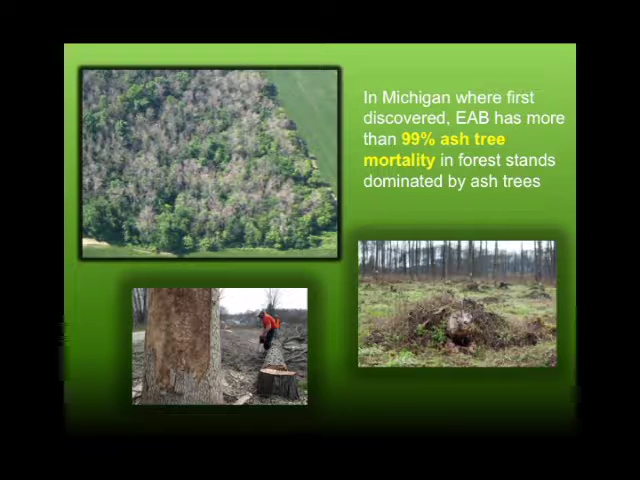 In Michigan where first
discovered, EAB has more
than 99% ash tree
mortality in forest stands
dominated by ash trees